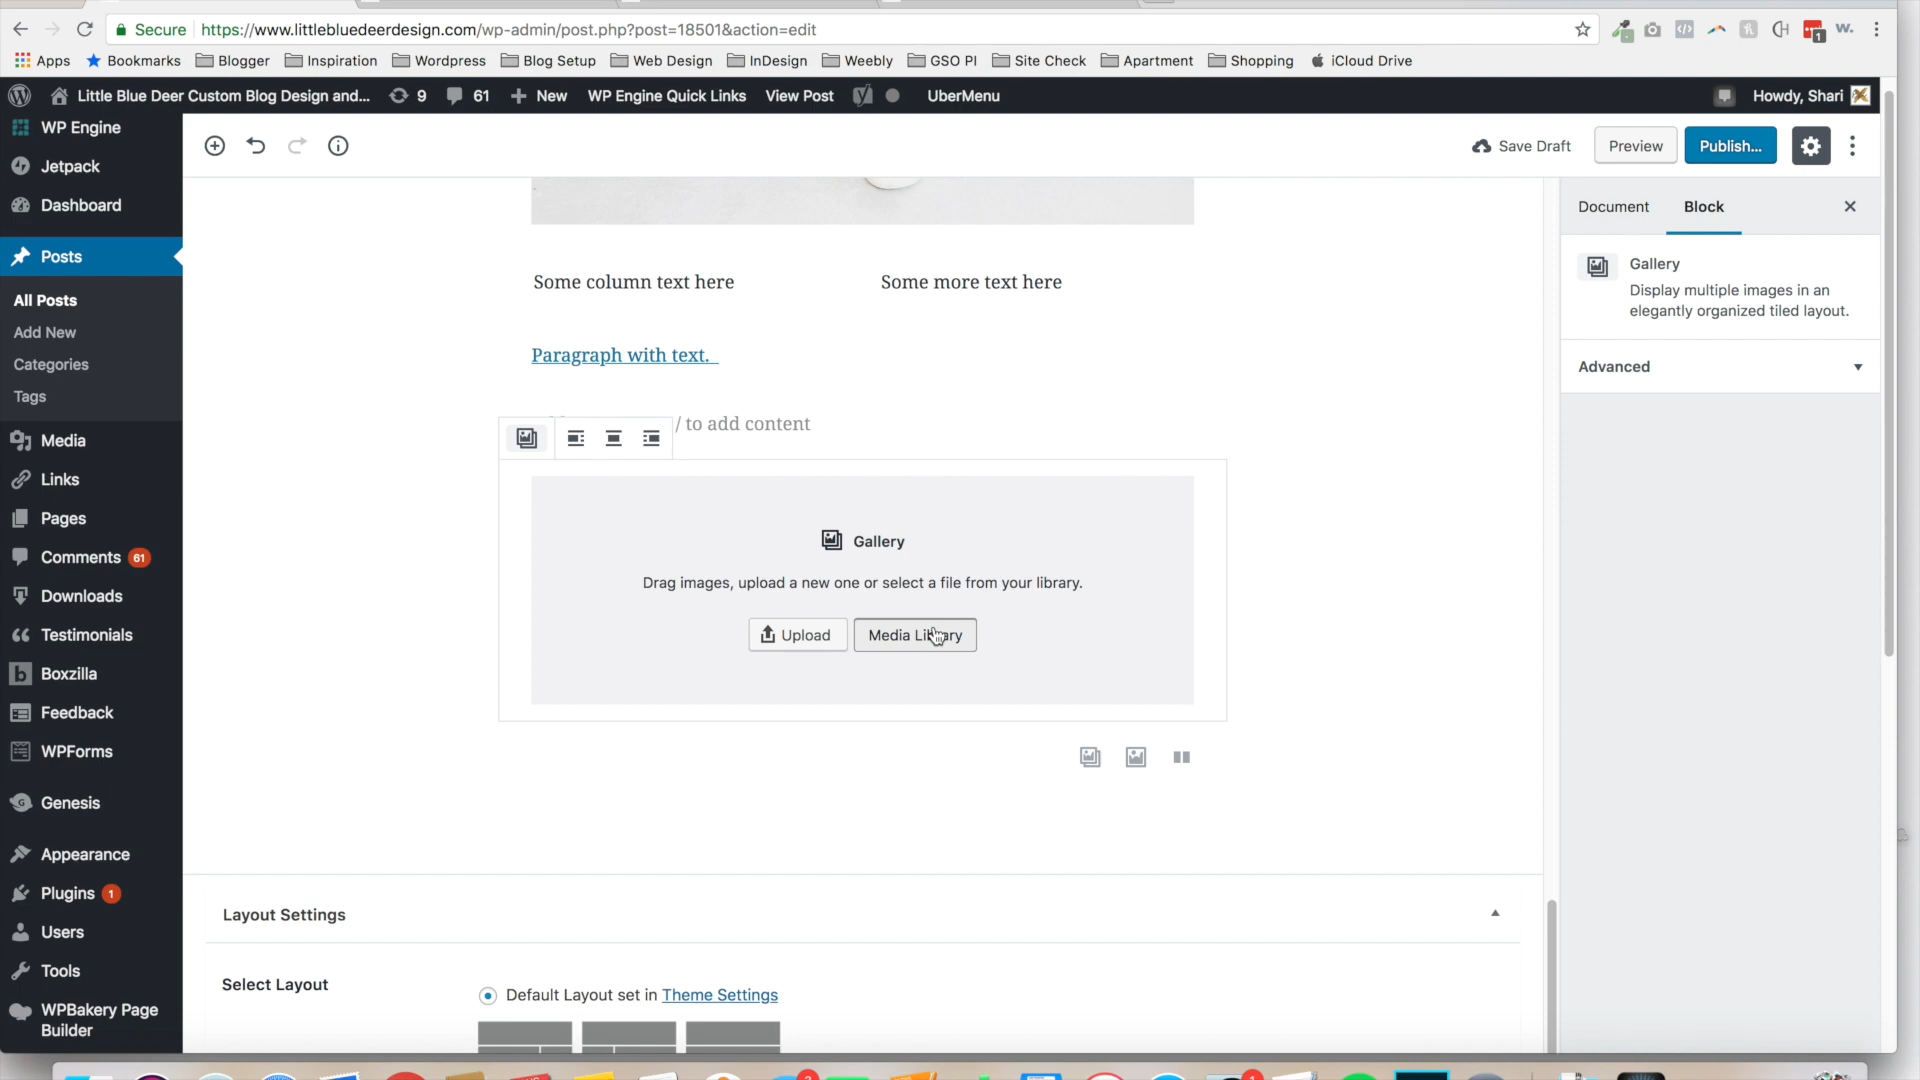 Secure https://www.littlebluedeerdesign.com/wp-admin/post.php?post=18501&action=edit
1
W.
Apps Bookmarks Blogger Inspiration Wordpress Blog Setup Web Design InDesign Weebly GSO PI Site Check Apartment Shopping iCloud Drive
Little Blue Deer Custom Blog Design and... 9 61 New WP Engine Quick Links View Post UberMenu Howdy, Shari
WP Engine
Jetpack
Dashboard
Posts
All Posts
Add New
Categories
Tags
Media
Links
Pages
Comments 61
Downloads
Testimonials
Boxzilla
Feedback
WPForms
Genesis
Appearance
Plugins 1
Users
Tools
WPBakery Page
Builder
Save Draft Preview Publish...
Some column text here Some more text here
Paragraph with text.
/ to add content
Gallery
Drag images, upload a new one or select a file from your library.
Upload Media Library
Layout Settings
Select Layout
Default Layout set in Theme Settings
Document Block
Gallery
Display multiple images in an
elegantly organized tiled layout.
Advanced